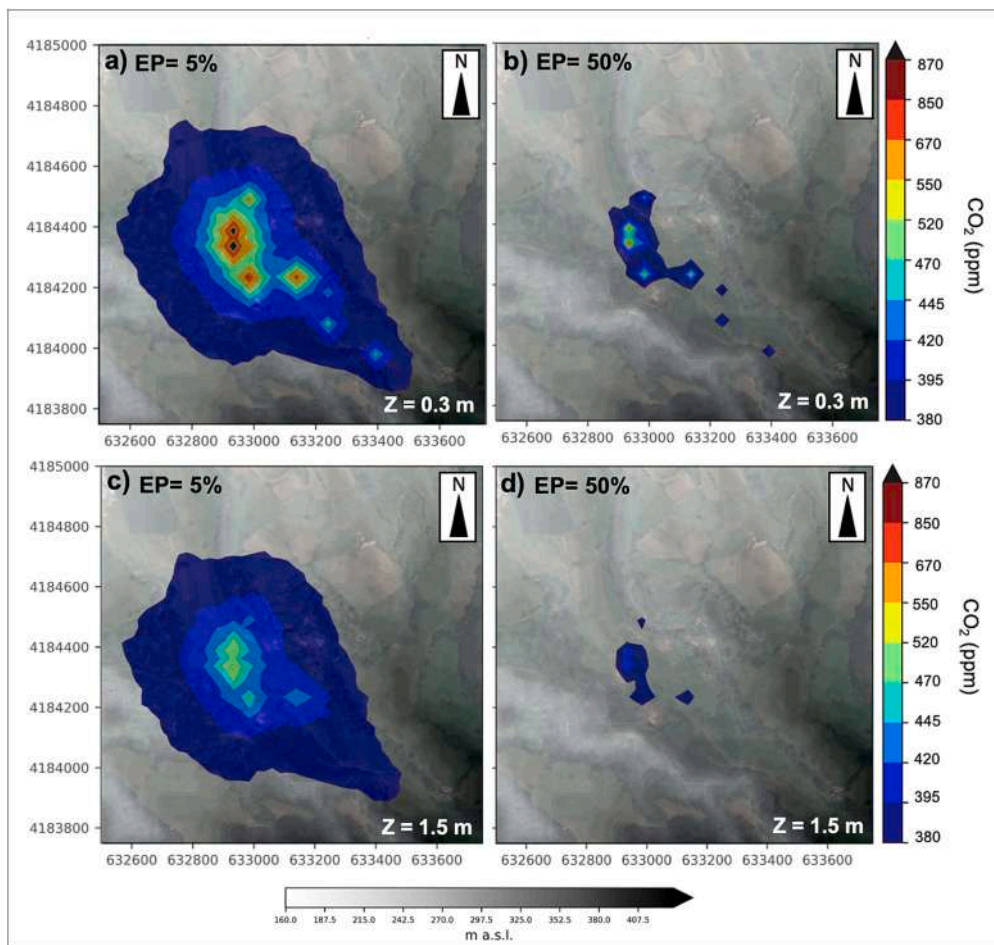 a) EP= 5%
N
b) EP= 50%
N
4185000
4184800
4184600
4184400
4184200
4184000
4183800
Z = 0.3 m
Z = 0.3 m
870
850
670
550
520
470
445
420
395
380
CO₂ (ppm)
632600 632800 633000 633200 633400 633600
632600 632800 633000 633200 633400 633600
c) EP= 5%
N
d) EP= 50%
N
4185000
4184800
4184600
4184400
4184200
4184000
4183800
Z = 1.5 m
Z = 1.5 m
870
850
670
550
520
470
445
420
395
380
CO₂ (ppm)
632600 632800 633000 633200 633400 633600
632600 632800 633000 633200 633400 633600
160.0 187.5 215.0 242.5 270.0 297.5 325.0 352.5 380.0 407.5
m a.s.l.